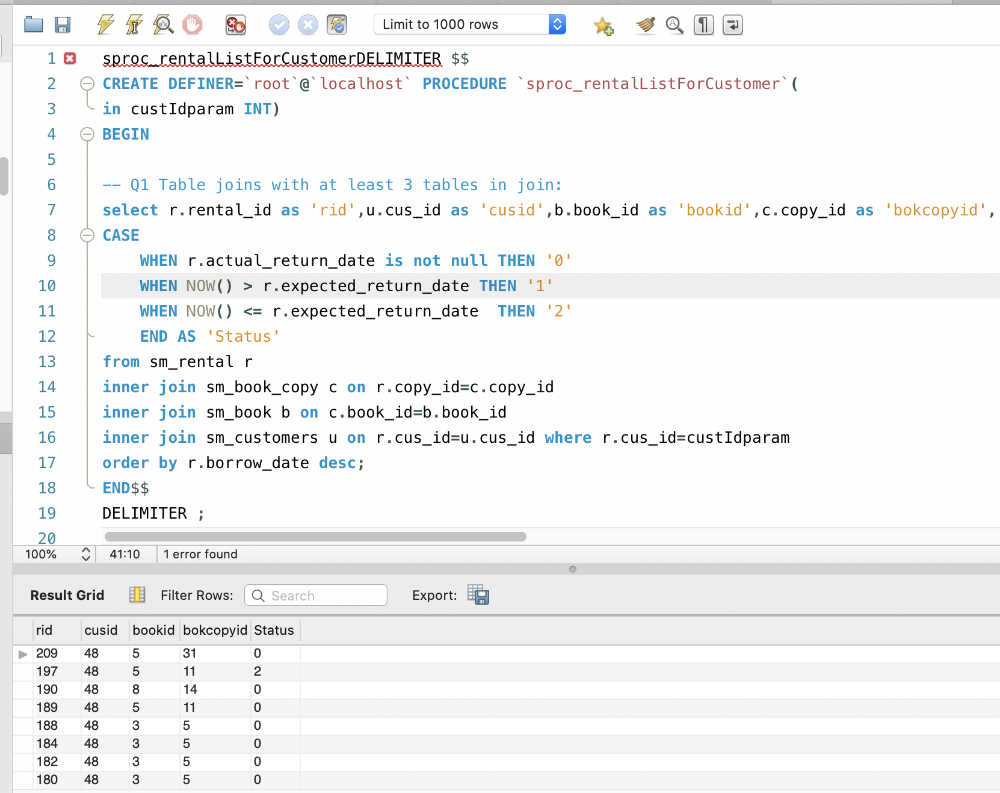 Limit to 1000 rows
1 sproc_rentalListForCustomerDELIMITER $$
2 CREATE DEFINER=`root`@`localhost` PROCEDURE `sproc_rentalListForCustomer`(
3 in custIdparam INT)
4 BEGIN
5
6 -- Q1 Table joins with at least 3 tables in join:
7 select r.rental_id as 'rid',u.cus_id as 'cusid',b.book_id as 'bookid',c.copy_id as 'bokcopyid',
8 CASE
9 WHEN r.actual_return_date is not null THEN '0'
10 WHEN NOW() > r.expected_return_date THEN '1'
11 WHEN NOW() <= r.expected_return_date  THEN '2'
12 END AS 'Status'
13 from sm_rental r
14 inner join sm_book_copy c on r.copy_id=c.copy_id
15 inner join sm_book b on c.book_id=b.book_id
16 inner join sm_customers u on r.cus_id=u.cus_id where r.cus_id=custIdparam
17 order by r.borrow_date desc;
18 END$$
19 DELIMITER ;
20
100% 41:10 1 error found
Result Grid Filter Rows: Search Export:
rid cusid bookid bokcopyid Status
209 48 5 31 0
197 48 5 11 2
190 48 8 14 0
189 48 5 11 0
188 48 3 5 0
184 48 3 5 0
182 48 3 5 0
180 48 3 5 0